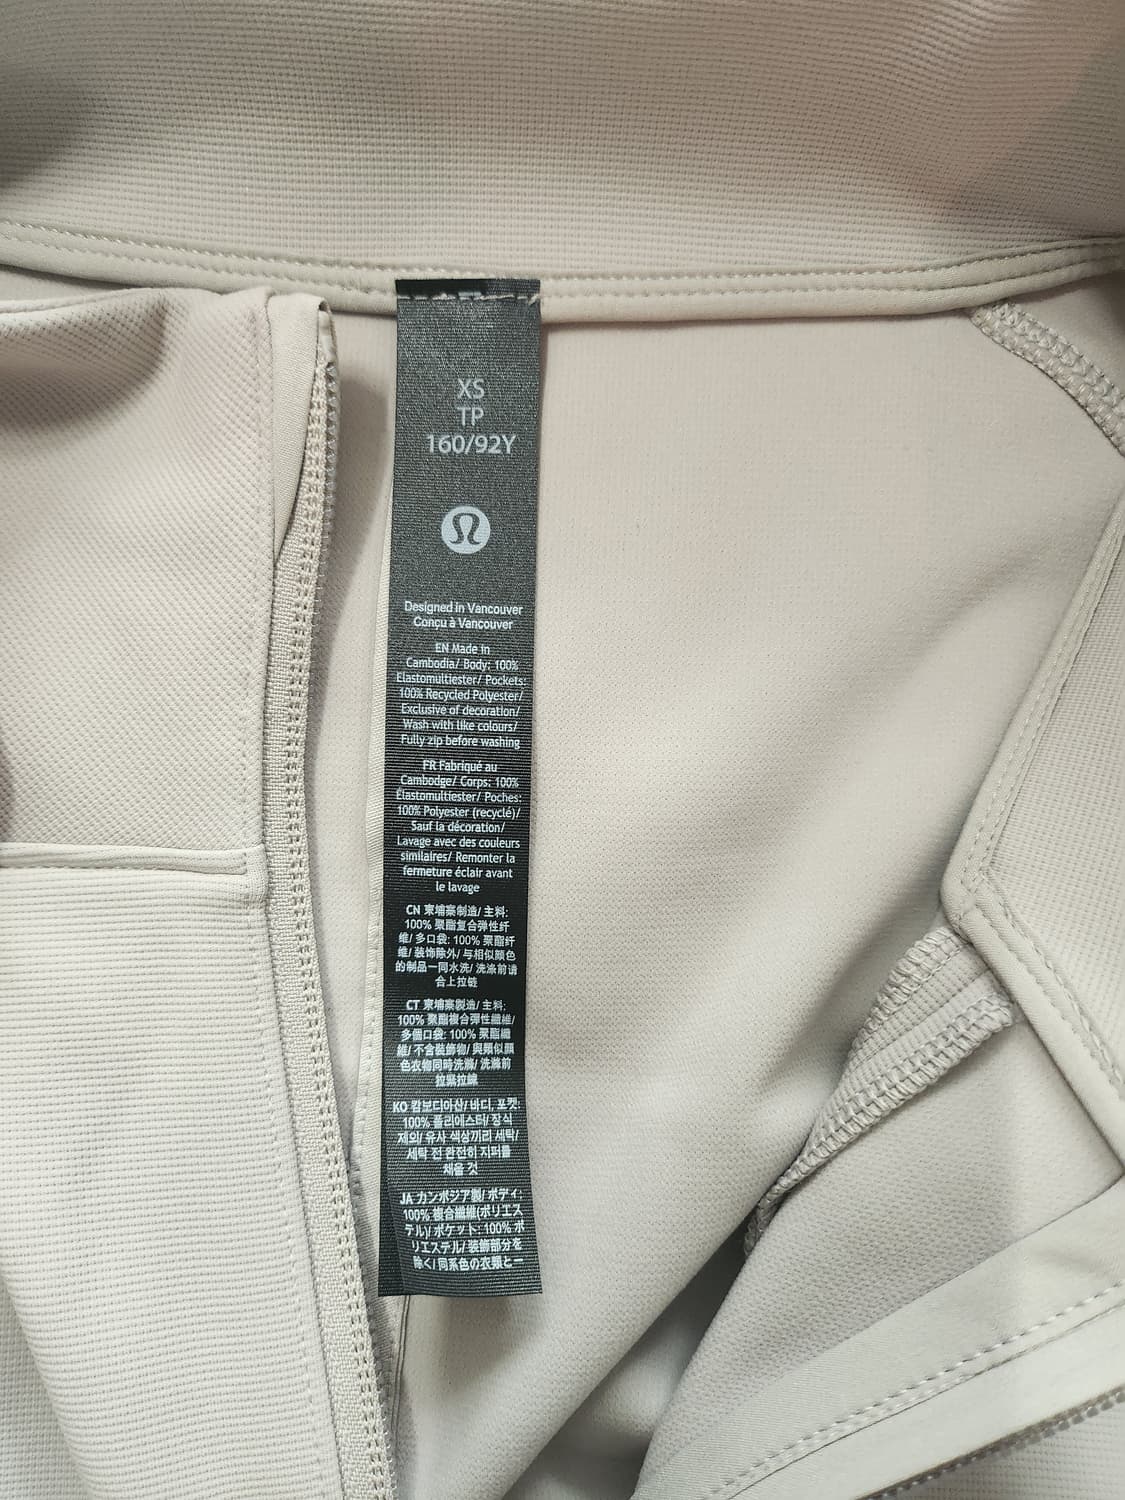 XS
TP
160/92Y
Designed in Vancouver
Conçu à Vancouver
EN Made in
Cambodia/ Body: 100%
Elastomultiester/ Pockets:
100% Recycled Polyester/
Exclusive of decoration/
Wash with like colours/
Fully zip before washing
FR Fabriqué au
Cambodge/ Corps: 100%
Élastomultiester/ Poches:
100% Polyester (recyclé)/
Sauf la décoration/
Lavage avec des couleurs
similaires/ Remonter la
fermeture éclair avant
le lavage
CN 柬埔寨制造/ 主料:
100% 聚酯复合弹性纤
维/ 多口袋: 100% 聚酯纤
维/ 装饰除外/ 与相似颜色
的制品一同水洗/ 洗涤前请
合上拉链
CT 柬埔寨製造/ 主料:
100% 聚酯複合彈性纖維/
多個口袋: 100% 聚酯纖
維/ 不含裝飾物/ 與類似顏
色衣物同時洗滌/ 洗滌前
拉緊拉鏈
KO 캄보디아산/ 바디, 포켓:
100% 폴리에스터/ 장식
제외/ 유사 색상끼리 세탁/
세탁 전 완전히 지퍼를
채울 것
JA カンボジア製/ ボディ:
100% 複合繊維(ポリエス
テル)/ ポケット: 100% ポ
リエステル/ 装飾部分を
除く/ 同系色の衣類と一